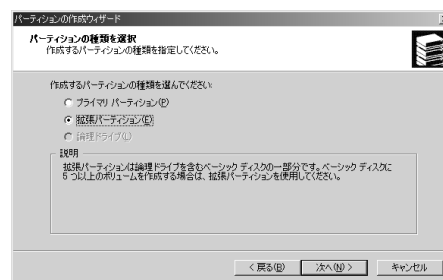 パーティションの作成ウィザード
パーティションの種類を選択
作成するパーティションの種類を指定してください。
作成するパーティションの種類を選んでください:
プライマリ パーティション(P)
拡張パーティション(E)
論理ドライブ(L)
説明
拡張パーティションは論理ドライブを含むベーシック ディスクの一部分です。ベーシック ディスクに
5 つ以上のボリュームを作成する場合は、拡張パーティションを使用してください。
< 戻る(B)
次へ(N) >
キャンセル